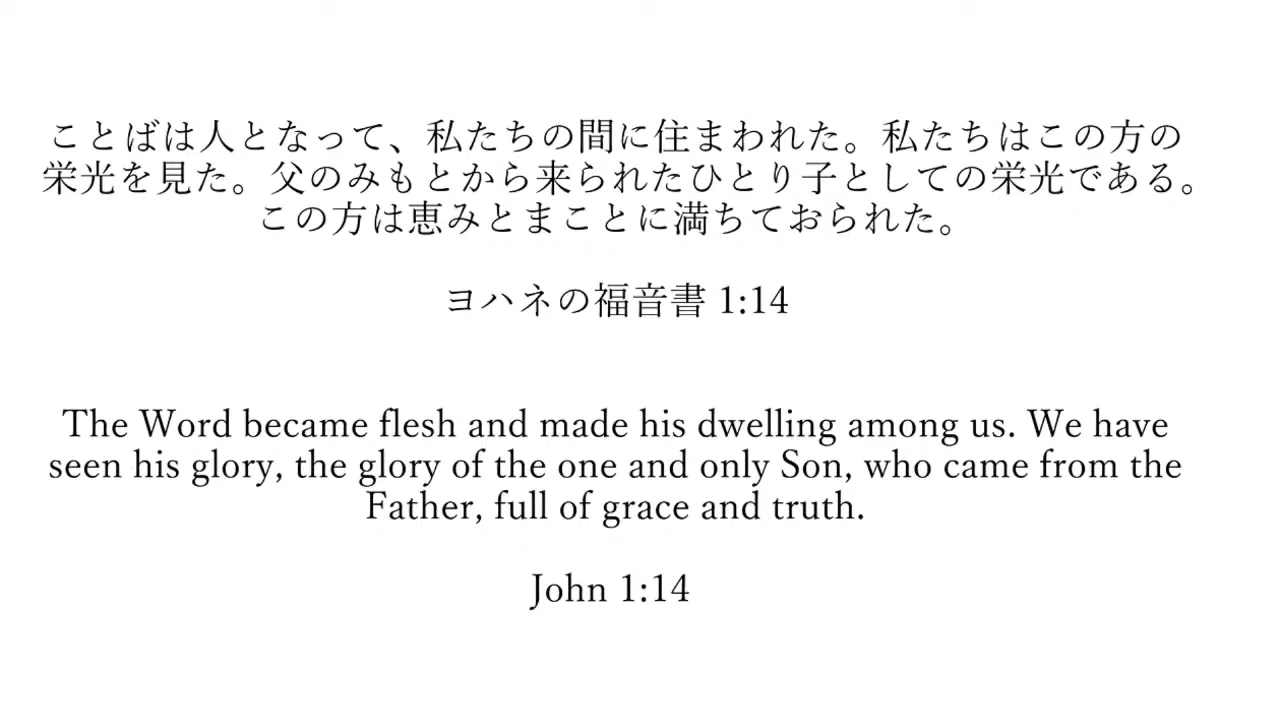 ことばは人となって、私たちの間に住まわれた。私たちはこの方の
栄光を見た。父のみもとから来られたひとり子としての栄光である。
この方は恵みとまことに満ちておられた。
ヨハネの福音書 1:14
The Word became flesh and made his dwelling among us. We have
seen his glory, the glory of the one and only Son, who came from the
Father, full of grace and truth.
John 1:14